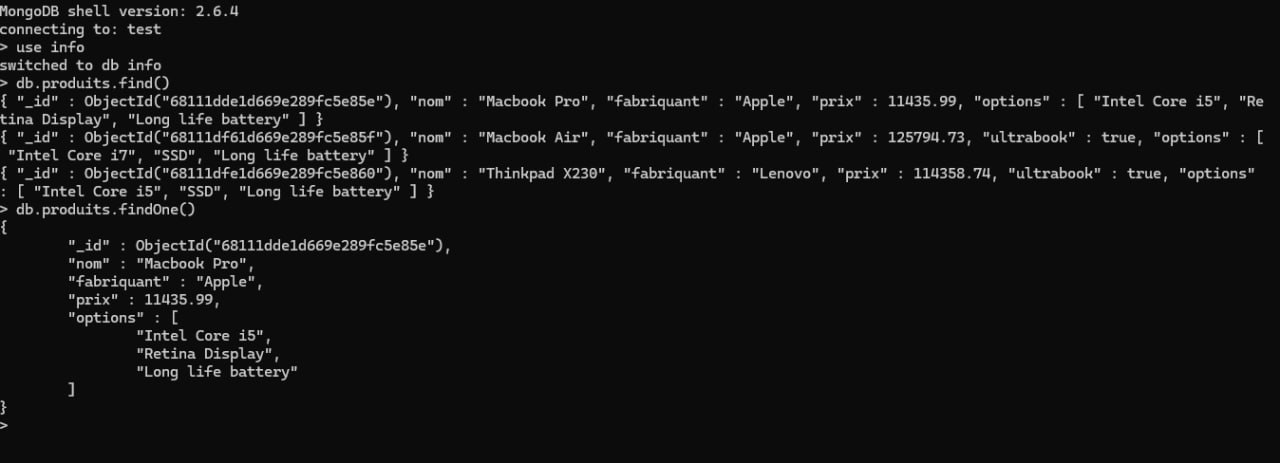 MongoDB shell version: 2.6.4
connecting to: test
> use info
switched to db info
> db.produits.find()
{ "_id" : ObjectId("68111dde1d669e289fc5e85e"), "nom" : "Macbook Pro", "fabriquant" : "Apple", "prix" : 11435.99, "options" : [ "Intel Core i5", "Re
tina Display", "Long life battery" ] }
{ "_id" : ObjectId("68111df61d669e289fc5e85f"), "nom" : "Macbook Air", "fabriquant" : "Apple", "prix" : 125794.73, "ultrabook" : true, "options" : [
 "Intel Core i7", "SSD", "Long life battery" ] }
{ "_id" : ObjectId("68111dfe1d669e289fc5e860"), "nom" : "Thinkpad X230", "fabriquant" : "Lenovo", "prix" : 114358.74, "ultrabook" : true, "options"
: [ "Intel Core i5", "SSD", "Long life battery" ] }
> db.produits.findOne()
{
        "_id" : ObjectId("68111dde1d669e289fc5e85e"),
        "nom" : "Macbook Pro",
        "fabriquant" : "Apple",
        "prix" : 11435.99,
        "options" : [
                "Intel Core i5",
                "Retina Display",
                "Long life battery"
        ]
}
>